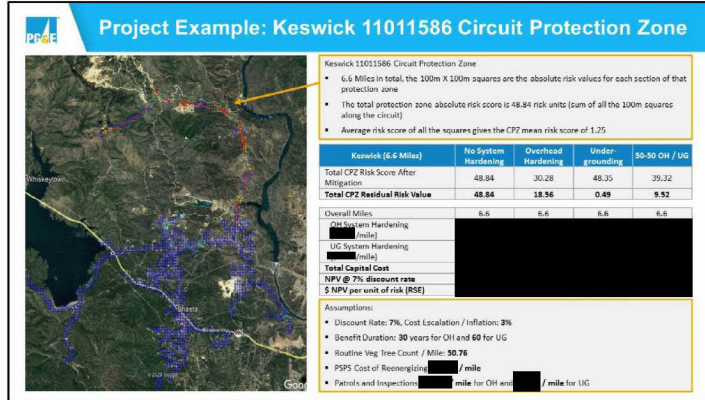 PG&E
Project Example: Keswick 11011586 Circuit Protection Zone
Keswick 11011586 Circuit Protection Zone
▪ 6.6 Miles in total, the 100m X 100m squares are the absolute risk values for each section of that
protection zone
▪ The total protection zone absolute risk is 48.84 risk units (sum of all the 100m squares
along the circuit)
▪ Average risk score of all the squares gives the CPZ mean risk of 1.25
Keswick (6.6 Miles) No System Hardening Overhead Hardening Under-grounding 50-50 OH / UG
Total CPZ Risk Score After
Mitigation 48.84 30.28 48.35 39.32
Total CPZ Residual Risk Value 48.84 18.56 0.49 9.52
Overall Miles 6.6 6.6 6.6 6.6
OH System Hardening
/mile)
UG System Hardening
/mile)
Total Capital Cost
NPV @ 7% discount rate
$ NPV per unit of risk (RSE)
Assumptions:
▪ Discount Rate: 7%, Cost Escalation / Inflation: 3%
▪ Benefit Duration: 30 years for OH and 60 for UG
▪ Routine Veg Tree Count / Mile: 50.76
▪ PSPS Cost of Reenergizing / mile
▪ Patrols and Inspections / mile for OH and / mile for UG
Whiskeytown
Shasta
Goo